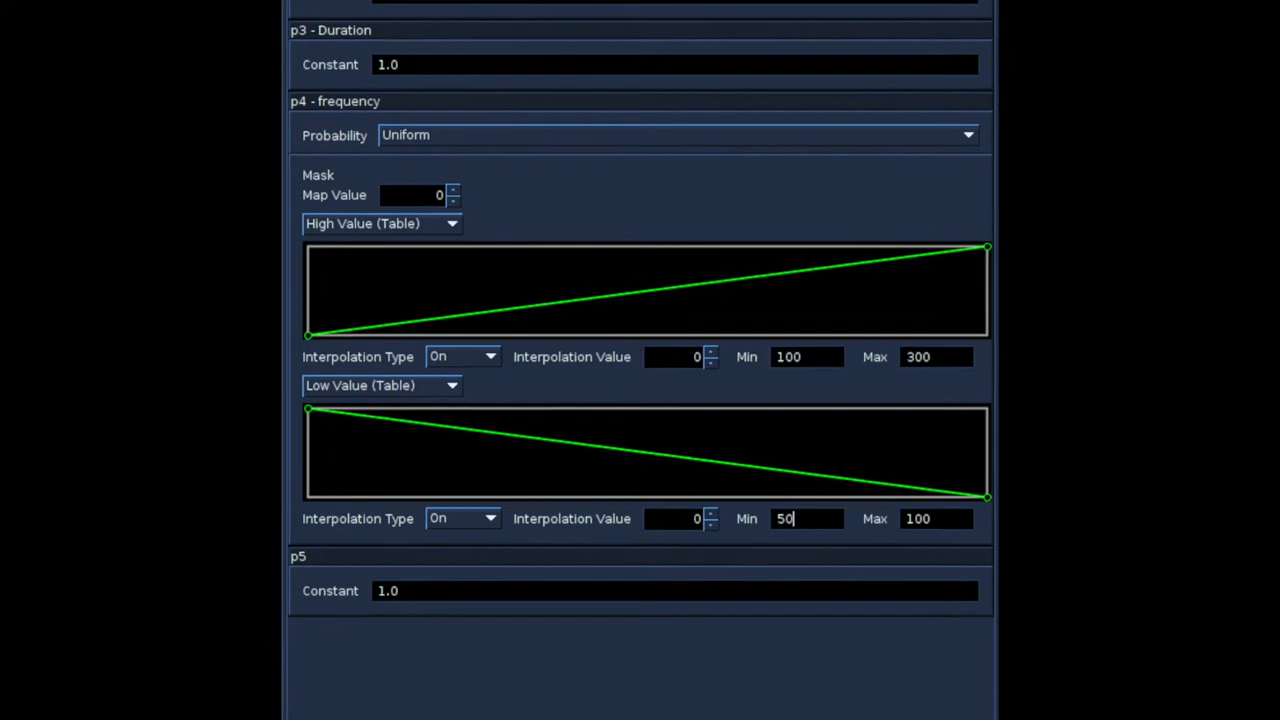 p3 - Duration
Constant 1.0
p4 - frequency
Probability Uniform
Mask
Map Value 0
High Value (Table)
Interpolation Type On Interpolation Value 0 Min 100 Max 300
Low Value (Table)
Interpolation Type On Interpolation Value 0 Min 50 Max 100
p5
Constant 1.0